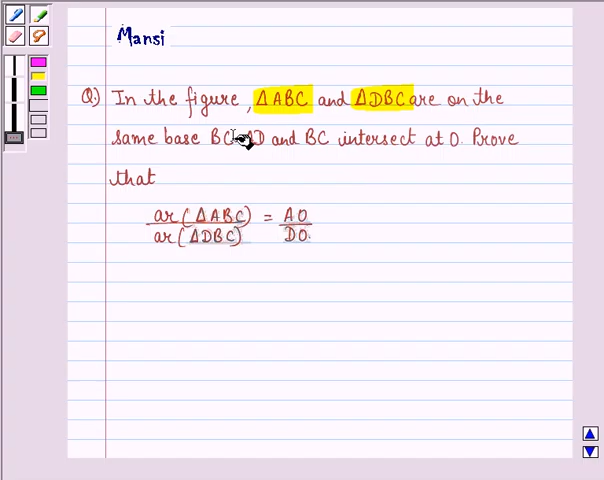 Mansi
Q.) In the figure, ΔABC and ΔDBC are on the
same base BC. AD and BC intersect at O. Prove
that
ar(ΔABC) = AO
ar(ΔDBC) DO.